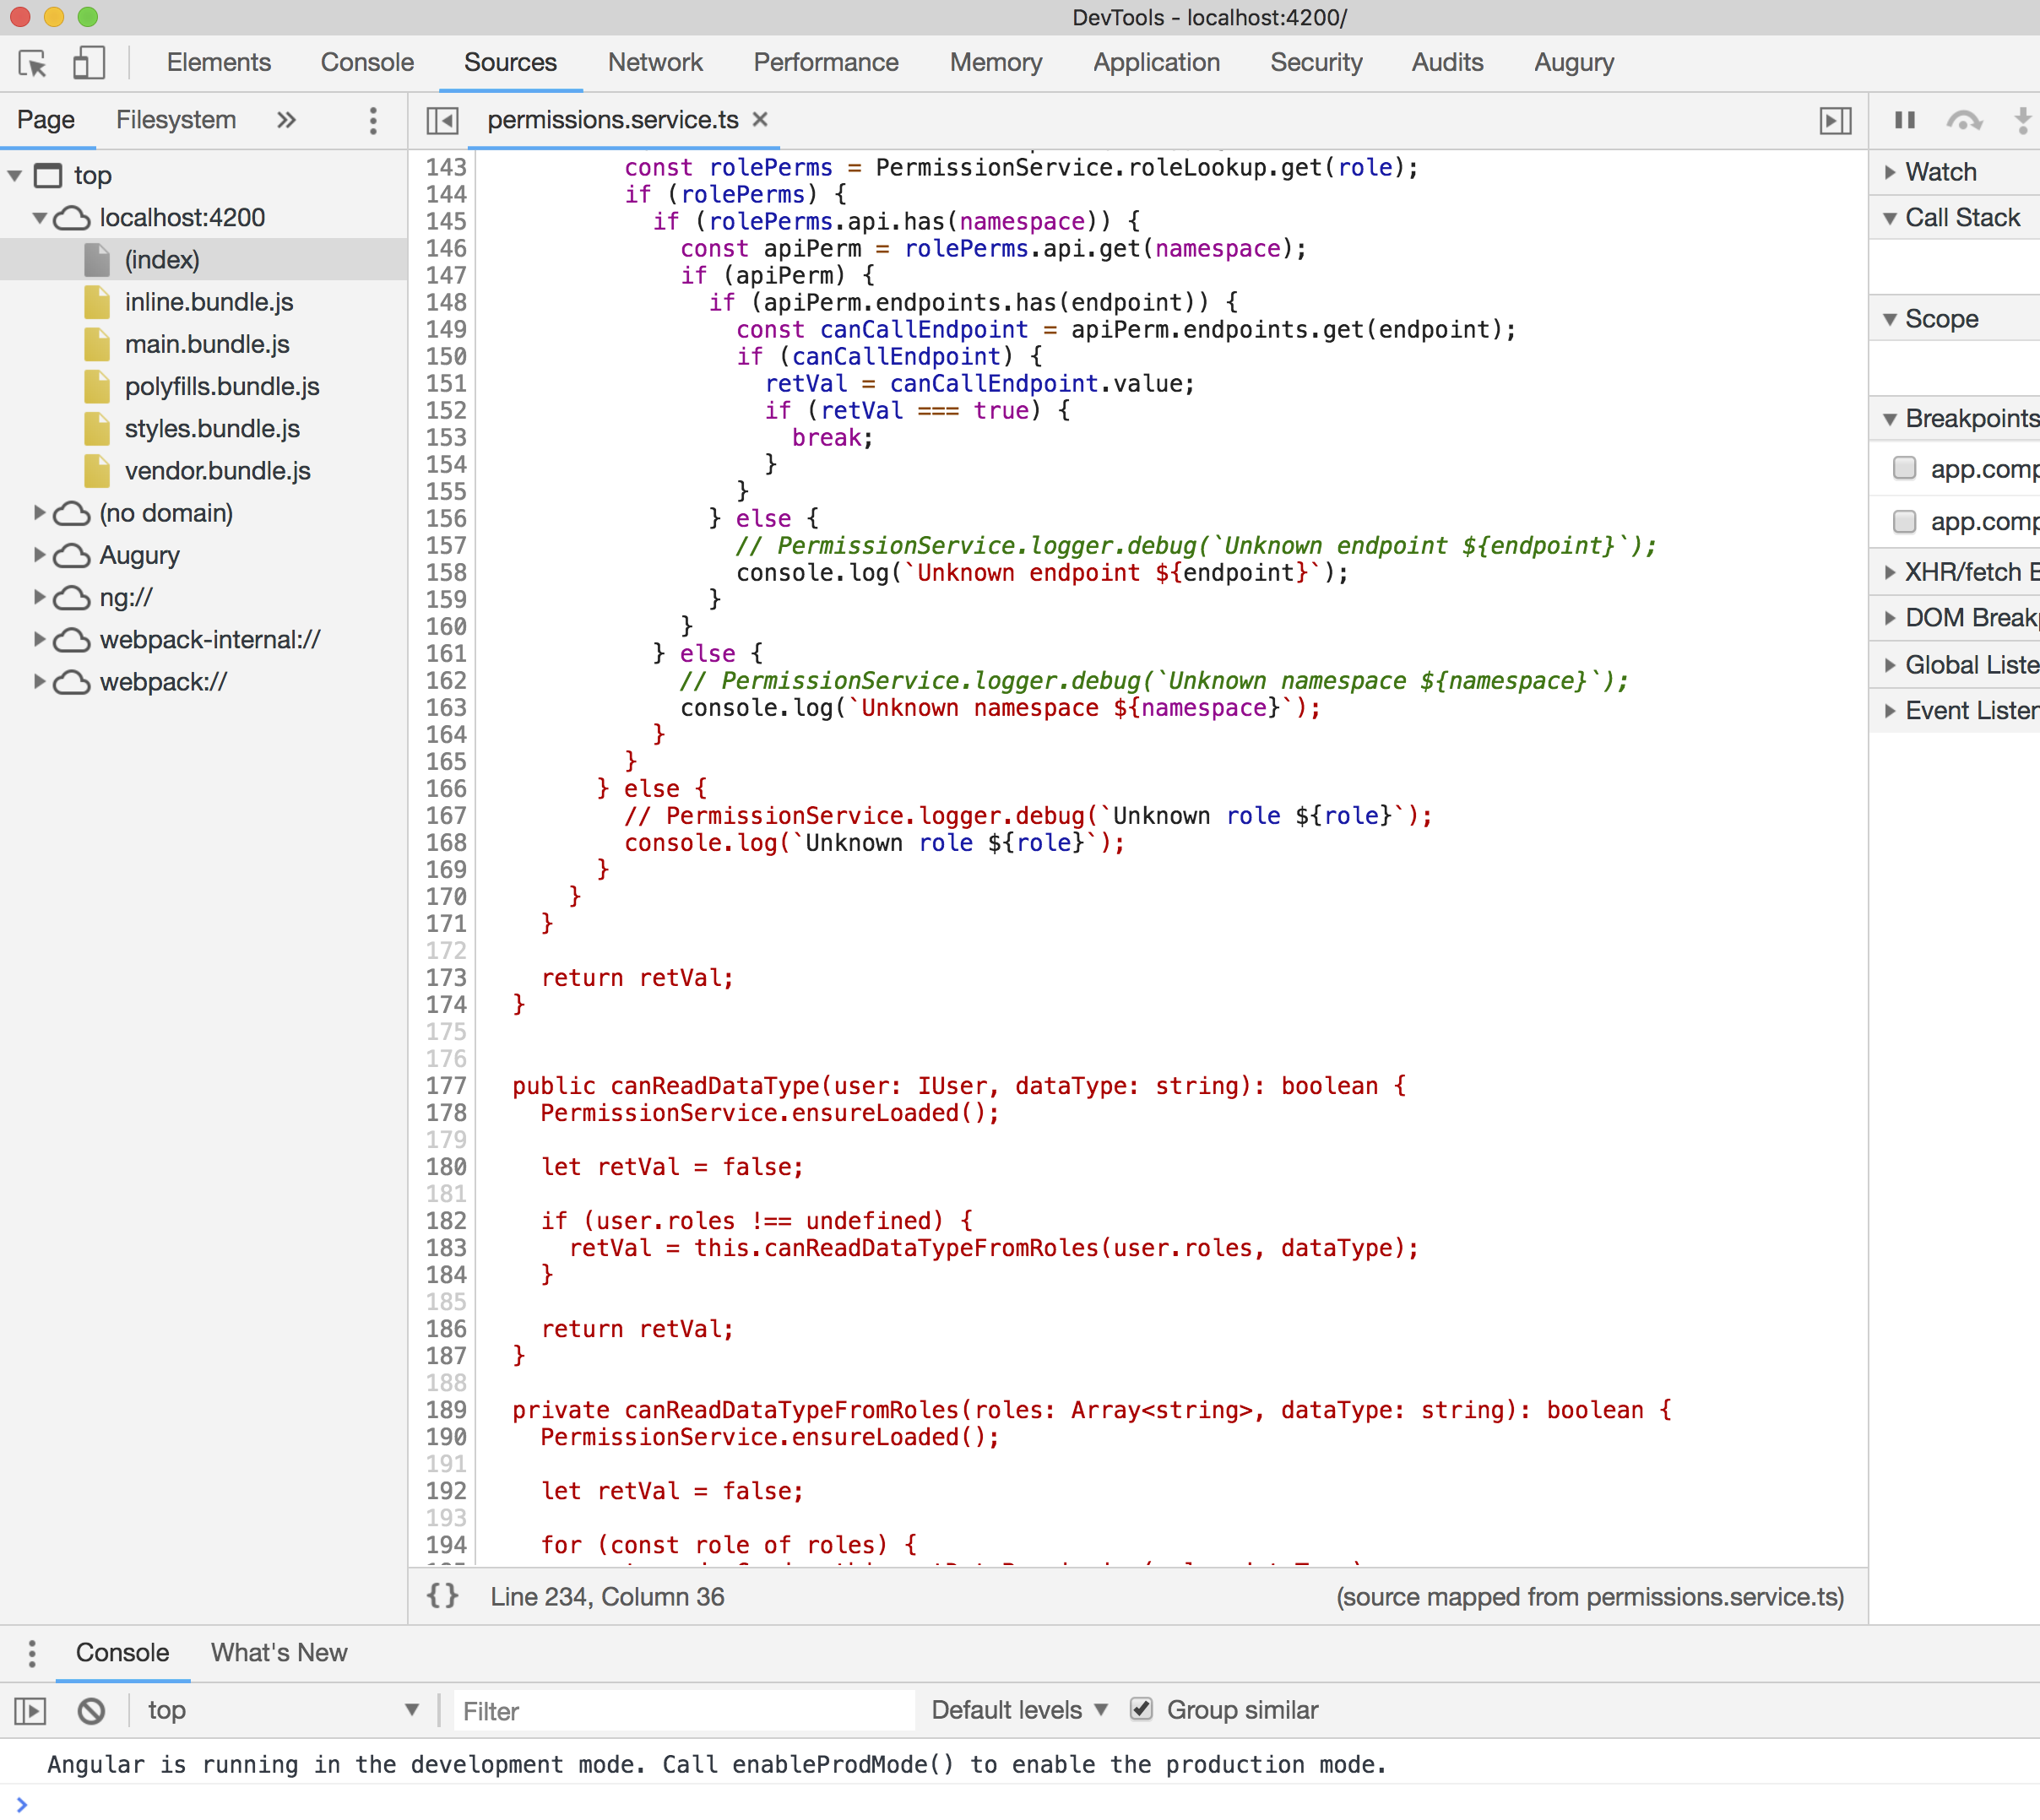 DevTools - localhost:4200/
Elements Console Sources Network Performance Memory Application Security Audits Augury
Page Filesystem »
permissions.service.ts ×
top
localhost:4200
(index)
inline.bundle.js
main.bundle.js
polyfills.bundle.js
styles.bundle.js
vendor.bundle.js
(no domain)
Augury
ng://
webpack-internal://
webpack://
143 const rolePerms = PermissionService.roleLookup.get(role);
144 if (rolePerms) {
145 if (rolePerms.api.has(namespace)) {
146 const apiPerm = rolePerms.api.get(namespace);
147 if (apiPerm) {
148 if (apiPerm.endpoints.has(endpoint)) {
149 const canCallEndpoint = apiPerm.endpoints.get(endpoint);
150 if (canCallEndpoint) {
151 retVal = canCallEndpoint.value;
152 if (retVal === true) {
153 break;
154 }
155 }
156 } else {
157 // PermissionService.logger.debug(`Unknown endpoint ${endpoint}`);
158 console.log(`Unknown endpoint ${endpoint}`);
159 }
160 }
161 } else {
162 // PermissionService.logger.debug(`Unknown namespace ${namespace}`);
163 console.log(`Unknown namespace ${namespace}`);
164 }
165 }
166 } else {
167 // PermissionService.logger.debug(`Unknown role ${role}`);
168 console.log(`Unknown role ${role}`);
169 }
170 }
171 }
172
173 return retVal;
174 }
175
176
177 public canReadDataType(user: IUser, dataType: string): boolean {
178 PermissionService.ensureLoaded();
179
180 let retVal = false;
181
182 if (user.roles !== undefined) {
183 retVal = this.canReadDataTypeFromRoles(user.roles, dataType);
184 }
185
186 return retVal;
187 }
188
189 private canReadDataTypeFromRoles(roles: Array<string>, dataType: string): boolean {
190 PermissionService.ensureLoaded();
191
192 let retVal = false;
193
194 for (const role of roles) {
{} Line 234, Column 36 (source mapped from permissions.service.ts)
Watch
Call Stack
Scope
Breakpoints
app.comp
app.comp
XHR/fetch
DOM Break
Global Liste
Event Lister
Console What's New
top Filter Default levels Group similar
Angular is running in the development mode. Call enableProdMode() to enable the production mode.
>